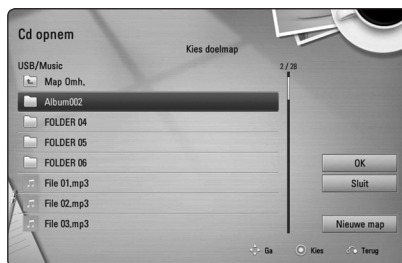 Cd opnem
Kies doelmap
USB/Music
2 / 28
Map Omh.
Album002
FOLDER 04
FOLDER 05
FOLDER 06
File 01.mp3
File 02.mp3
File 03.mp3
OK
Sluit
Nieuwe map
Ga
Kies
Terug